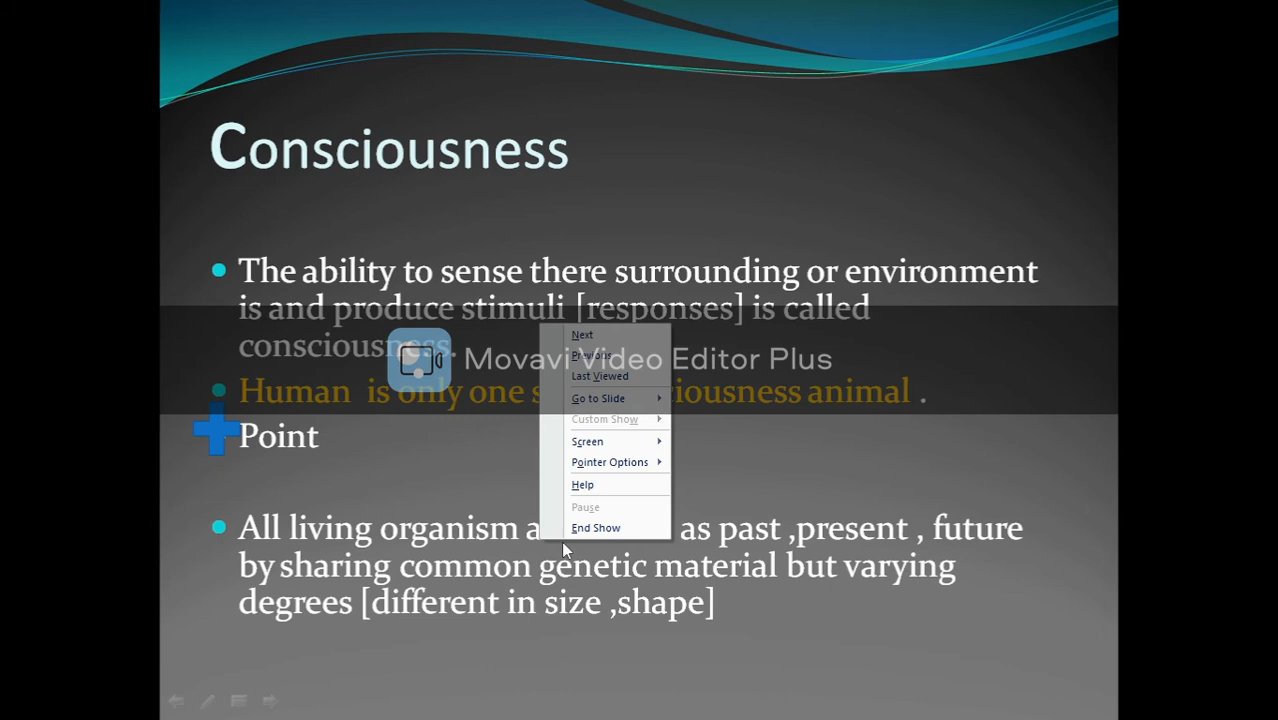 Consciousness
The ability to sense there surrounding or environment
is and produce stimuli [responses] is called
consciousness.
Movavi Video Editor Plus
Human is only one s ciousness animal .
Point
All living organism a as past ,present , future
by sharing common genetic material but varying
degrees [different in size ,shape]
Next
Previous
Last Viewed
Go to Slide
Custom Show
Screen
Pointer Options
Help
Pause
End Show